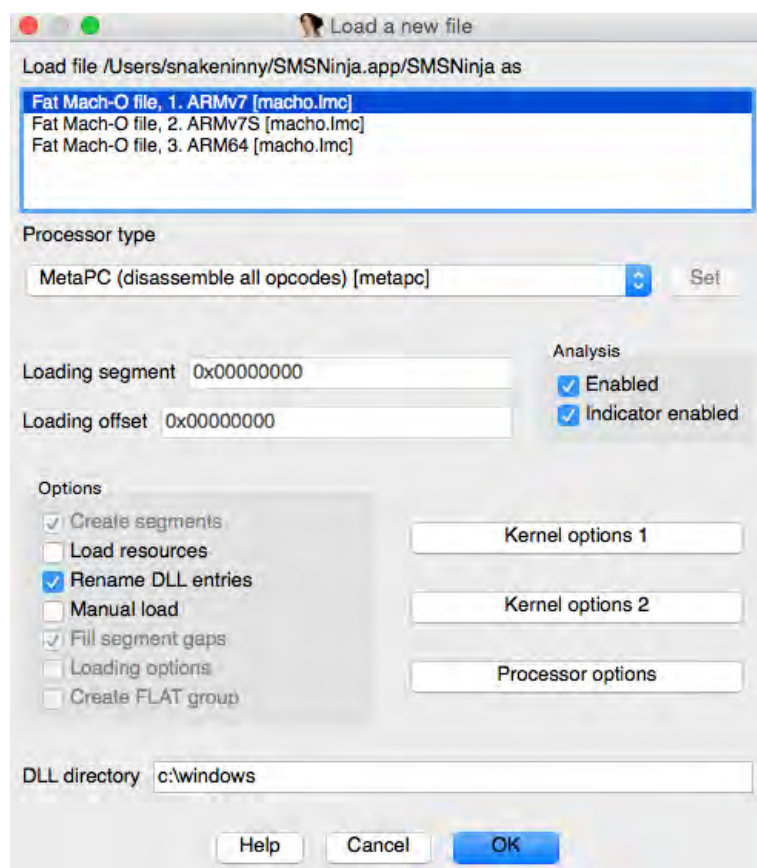 Load a new file
Load file /Users/snakeninny/SMSNinja.app/SMSNinja as
Fat Mach-O file, 1. ARMv7 [macho.lmc]
Fat Mach-O file, 2. ARMv7S [macho.lmc]
Fat Mach-O file, 3. ARM64 [macho.lmc]
Processor type
MetaPC (disassemble all opcodes) [metapc]
Set
Loading segment 0x00000000
Loading offset 0x00000000
Analysis
Enabled
Indicator enabled
Options
Create segments
Load resources
Rename DLL entries
Manual load
Fill segment gaps
Loading options
Create FLAT group
Kernel options 1
Kernel options 2
Processor options
DLL directory c:\windows
Help Cancel OK